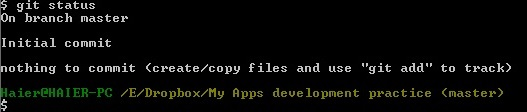 $ git status
On branch master
Initial commit
nothing to commit (create/copy files and use "git add" to track)
Haier@HAIER-PC /E/Dropbox/My Apps development practice (master)
$